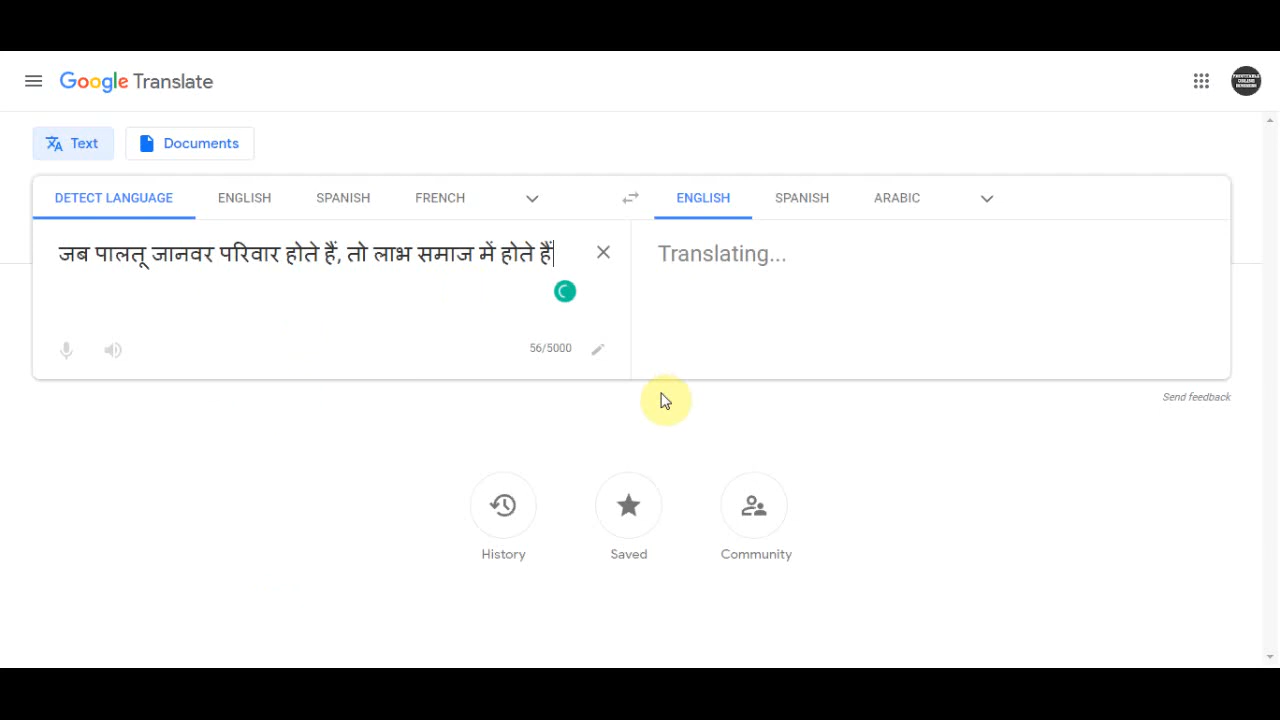 Google Translate
Text
Documents
DETECT LANGUAGE
ENGLISH
SPANISH
FRENCH
ENGLISH
SPANISH
ARABIC
जब पालतू जानवर परिवार होते हैं, तो लाभ समाज में होते हैं
Translating...
56/5000
Send feedback
History
Saved
Community